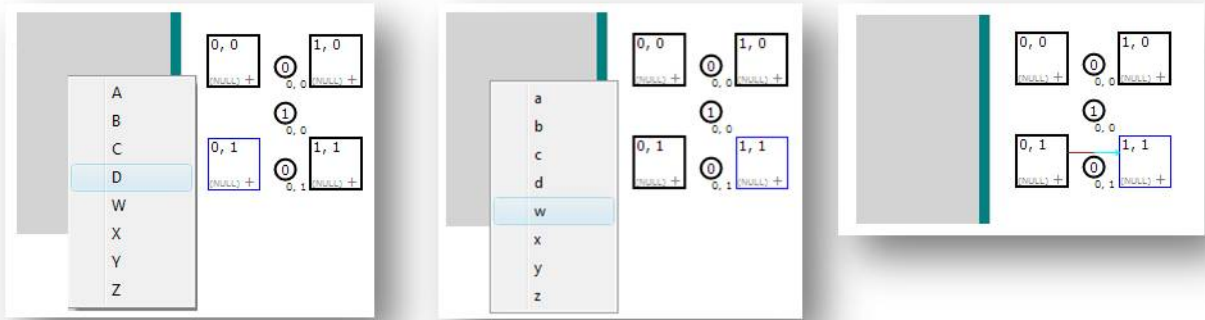 0, 0
1, 0
0
(NULL) +
0, 0
(NULL) +
A
B
C
D
W
X
Y
Z
1
0, 0
0, 1
1, 1
0
(NULL) +
0, 1
(NULL) +
0, 0
1, 0
0
(NULL) +
0, 0
(NULL) +
a
b
c
d
w
x
y
z
1
0, 0
0, 1
1, 1
0
(NULL) +
0, 1
(NULL) +
0, 0
1, 0
0
(NULL) +
0, 0
(NULL) +
1
0, 0
0, 1
1, 1
0
(NULL) +
0, 1
(NULL) +